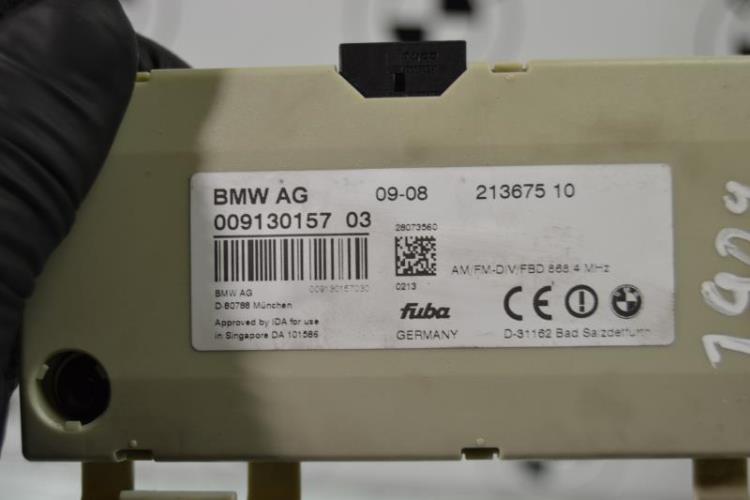 BMW AG 09-08 213675 10
009130157 03
28073560
AM/FM-DIV/FBD 868.4 MHz
BMW AG 009130157030
0213
D-80788 München
fuba
Approved by IDA for use
in Singapore DA 101586
GERMANY
D-31162 Bad Salzdetfurth